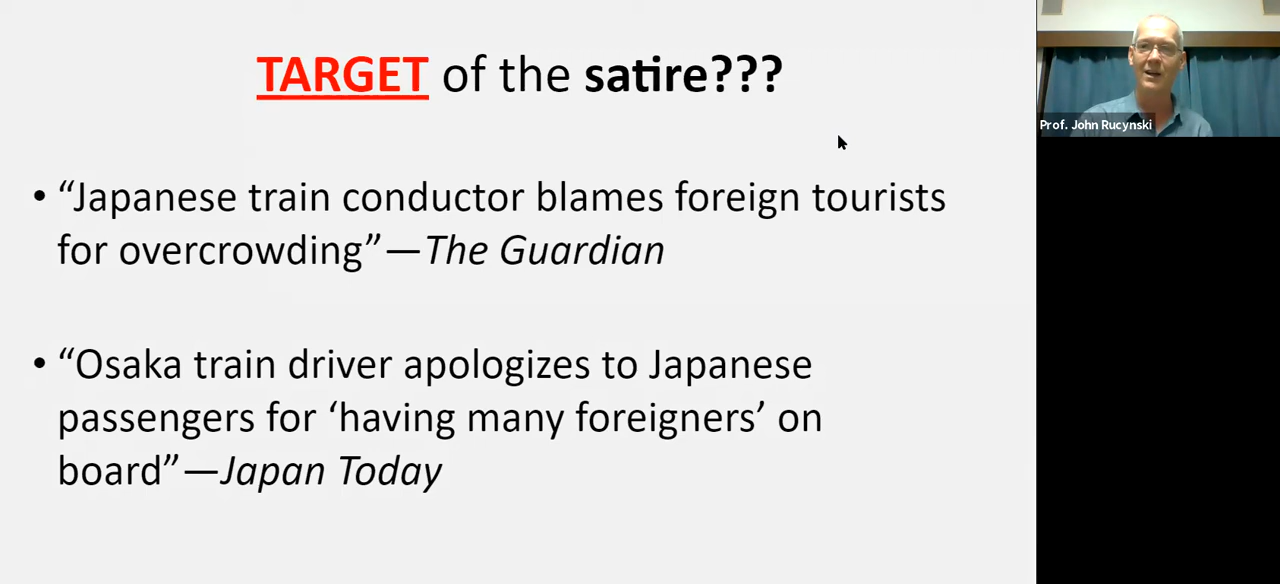 TARGET of the satire???
• “Japanese train conductor blames foreign tourists
for overcrowding”—The Guardian
• “Osaka train driver apologizes to Japanese
passengers for ‘having many foreigners’ on
board”—Japan Today
Prof. John Rucynski